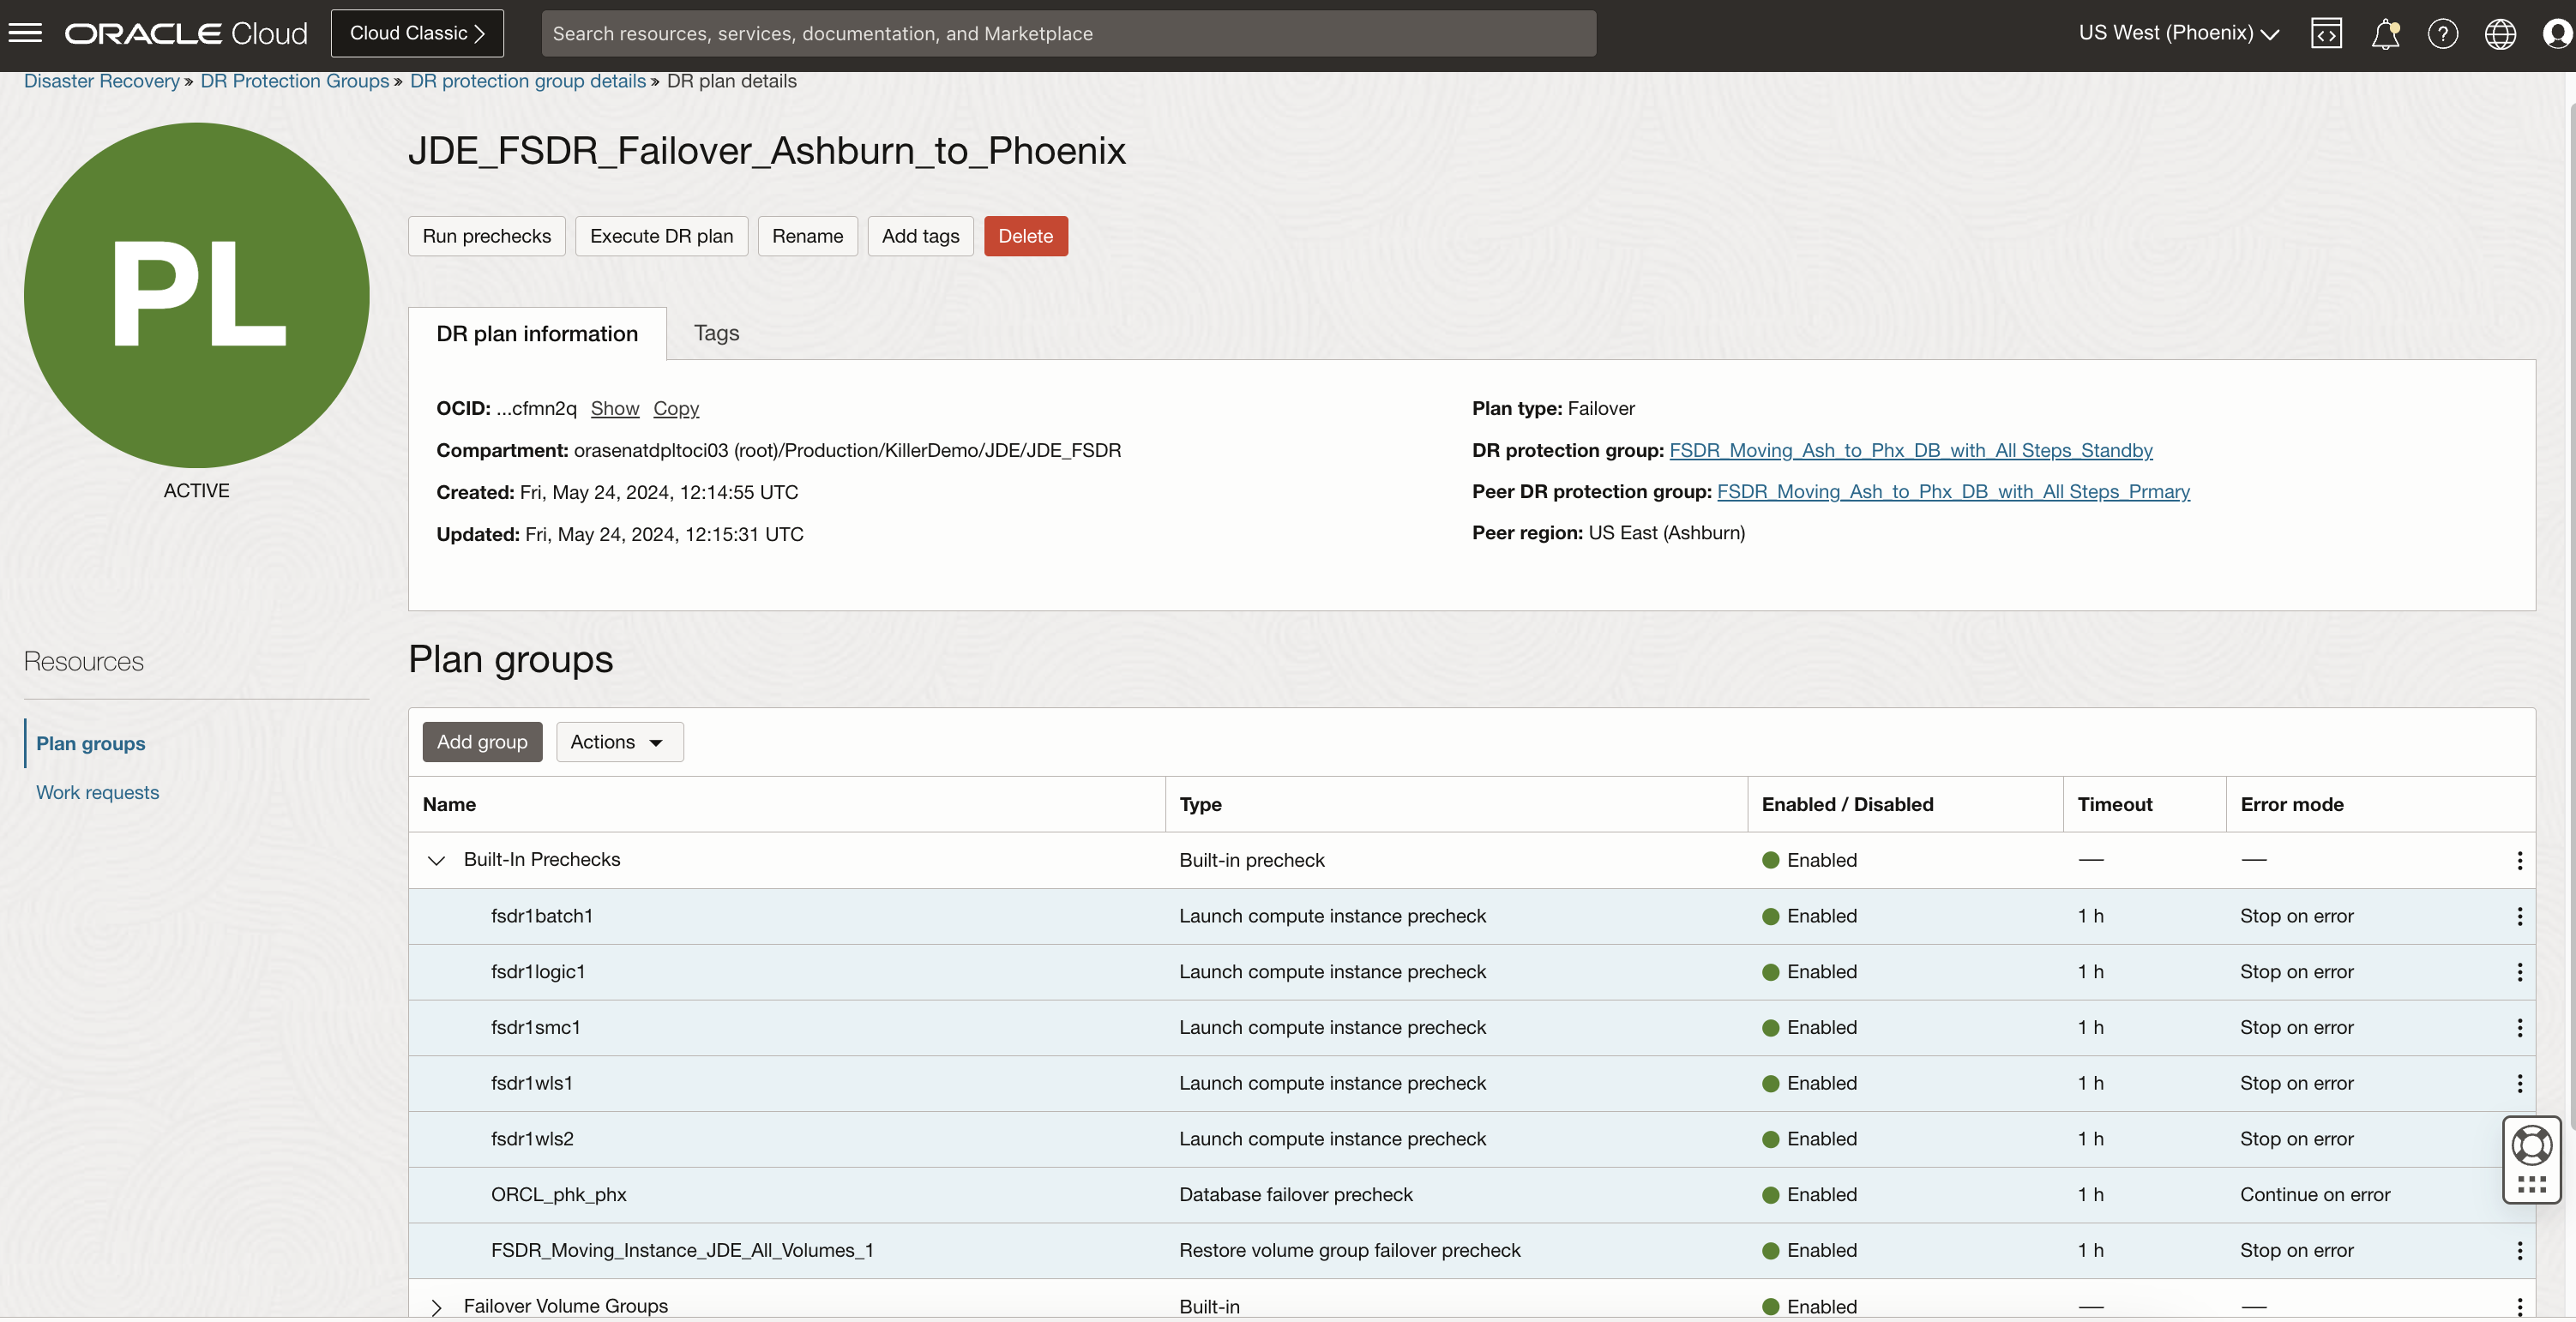 ORACLE Cloud
Cloud Classic
Search resources, services, documentation, and Marketplace
US West (Phoenix)
Disaster Recovery » DR Protection Groups » DR protection group details » DR plan details
PL
ACTIVE
JDE_FSDR_Failover_Ashburn_to_Phoenix
Run prechecks Execute DR plan Rename Add tags Delete
DR plan information Tags
OCID: ...cfmn2q Show Copy
Compartment: orasenatdpltoci03 (root)/Production/KillerDemo/JDE/JDE_FSDR
Created: Fri, May 24, 2024, 12:14:55 UTC
Updated: Fri, May 24, 2024, 12:15:31 UTC
Plan type: Failover
DR protection group: FSDR_Moving_Ash_to_Phx_DB_with_All Steps_Standby
Peer DR protection group: FSDR_Moving_Ash_to_Phx_DB_with_All Steps_Prmary
Peer region: US East (Ashburn)
Resources
Plan groups
Work requests
Plan groups
Add group Actions
Name Type Enabled / Disabled Timeout Error mode
Built-In Prechecks Built-in precheck Enabled — —
fsdr1batch1 Launch compute instance precheck Enabled 1 h Stop on error
fsdr1logic1 Launch compute instance precheck Enabled 1 h Stop on error
fsdr1smc1 Launch compute instance precheck Enabled 1 h Stop on error
fsdr1wls1 Launch compute instance precheck Enabled 1 h Stop on error
fsdr1wls2 Launch compute instance precheck Enabled 1 h Stop on error
ORCL_phk_phx Database failover precheck Enabled 1 h Continue on error
FSDR_Moving_Instance_JDE_All_Volumes_1 Restore volume group failover precheck Enabled 1 h Stop on error
Failover Volume Groups Built-in Enabled — —